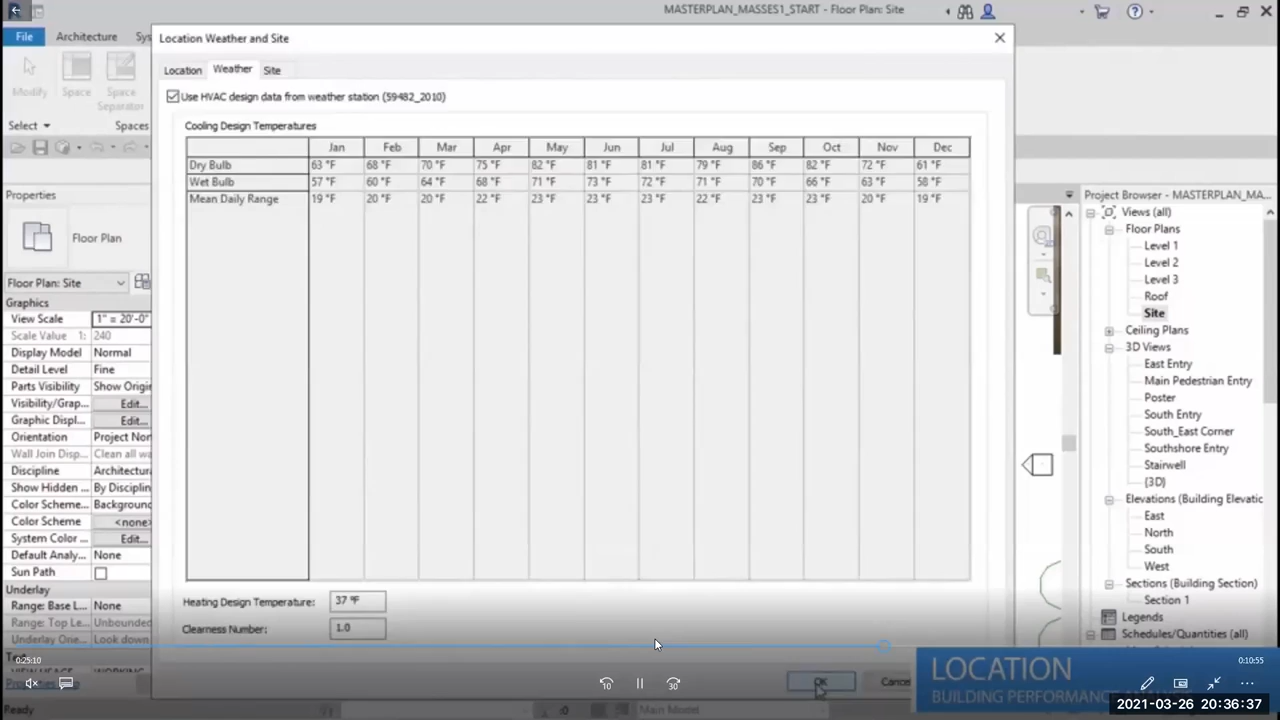 MASTERPLAN_MASSES1_START - Floor Plan: Site
File Architecture Sys
Modify Space Space Separator
Select Spaces
Location Weather and Site
Location Weather Site
Use HVAC design data from weather station (59482_2010)
Cooling Design Temperatures
Jan Feb Mar Apr May Jun Jul Aug Sep Oct Nov Dec
Dry Bulb 63 °F 68 °F 70 °F 75 °F 82 °F 81 °F 81 °F 79 °F 86 °F 82 °F 72 °F 61 °F
Wet Bulb 57 °F 60 °F 64 °F 68 °F 71 °F 73 °F 72 °F 71 °F 70 °F 66 °F 63 °F 58 °F
Mean Daily Range 19 °F 20 °F 20 °F 22 °F 23 °F 23 °F 23 °F 22 °F 23 °F 23 °F 20 °F 19 °F
Heating Design Temperature: 37 °F
Clearness Number: 1.0
OK Cancel
Properties
Floor Plan
Floor Plan: Site
Graphics
View Scale 1" = 20'-0"
Scale Value 1: 240
Display Model Normal
Detail Level Fine
Parts Visibility Show Origin
Visibility/Grap... Edit...
Graphic Displ... Edit...
Orientation Project Nor
Wall Join Disp... Clean all wa
Discipline Architectura
Show Hidden ... By Disciplin
Color Scheme... Background
Color Scheme <none>
System Color ... Edit...
Default Analy... None
Sun Path
Underlay
Range: Base L... None
Range: Top Le... Unbounded
Underlay Orie... Look down
Project Browser - MASTERPLAN_MA...
Views (all)
Floor Plans
Level 1
Level 2
Level 3
Roof
Site
Ceiling Plans
3D Views
East Entry
Main Pedestrian Entry
Poster
South Entry
South_East Corner
Southshore Entry
Stairwell
{3D}
Elevations (Building Elevatic
East
North
South
West
Sections (Building Section)
Section 1
Legends
Schedules/Quantities (all)
0:25:10
0:10:55
10
30
LOCATION
BUILDING PERFORMANCE
2021-03-26 20:36:37
Ready
:0
Main Model